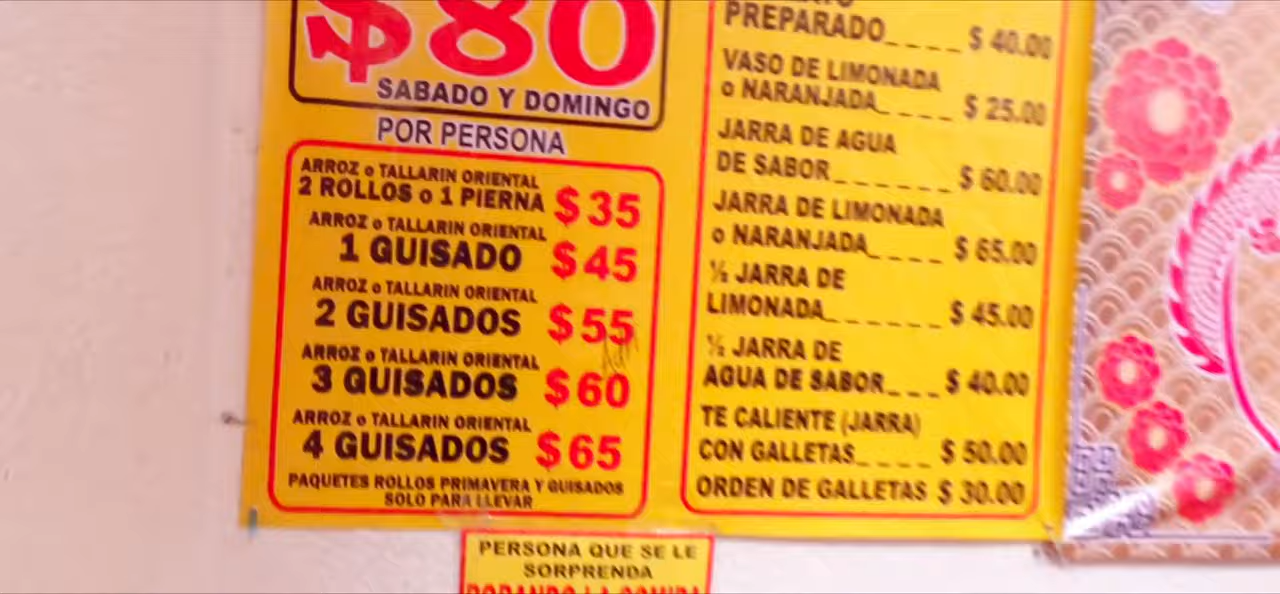 $80
SABADO Y DOMINGO
POR PERSONA
ARROZ o TALLARIN ORIENTAL
2 ROLLOS o 1 PIERNA $35
ARROZ o TALLARIN ORIENTAL
1 GUISADO $45
ARROZ o TALLARIN ORIENTAL
2 GUISADOS $55
ARROZ o TALLARIN ORIENTAL
3 GUISADOS $60
ARROZ o TALLARIN ORIENTAL
4 GUISADOS $65
PAQUETES ROLLOS PRIMAVERA Y GUISADOS
SOLO PARA LLEVAR
PREPARADO____ $ 40.00
VASO DE LIMONADA
o NARANJADA____ $ 25.00
JARRA DE AGUA
DE SABOR______ $ 60.00
JARRA DE LIMONADA
o NARANJADA____ $ 65.00
½ JARRA DE
LIMONADA______ $ 45.00
½ JARRA DE
AGUA DE SABOR___ $ 40.00
TE CALIENTE (JARRA)
CON GALLETAS____ $ 50.00
ORDEN DE GALLETAS $ 30.00
PERSONA QUE SE LE
SORPRENDA